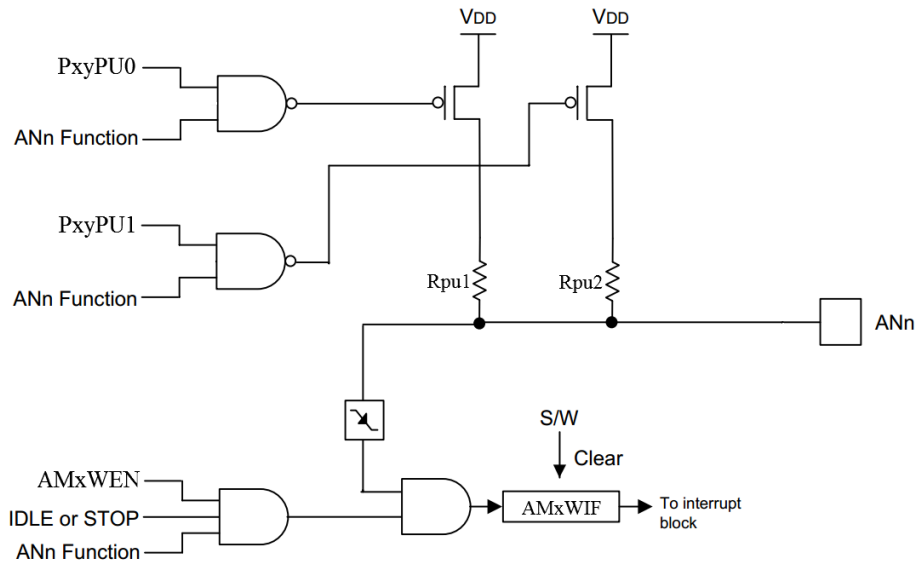 VDD
VDD
PxyPU0
ANn Function
PxyPU1
ANn Function
Rpu1
Rpu2
ANn
S/W
Clear
AMxWEN
IDLE or STOP
ANn Function
AMxWIF
To interrupt
block